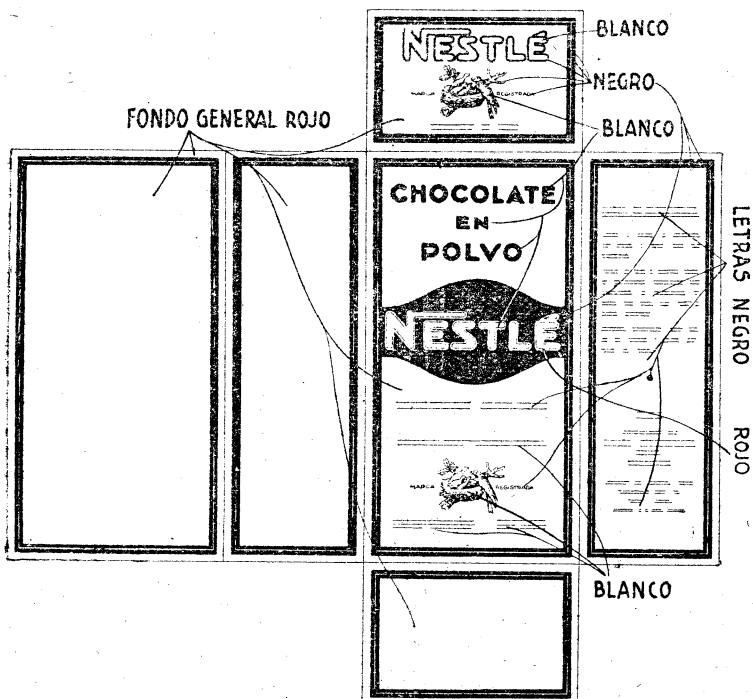 NESTLÉ
BLANCO
MARCA REGISTRADA
NEGRO
FONDO GENERAL ROJO
BLANCO
CHOCOLATE
EN
POLVO
NESTLÉ
LETRAS NEGRO
ROJO
MARCA REGISTRADA
BLANCO